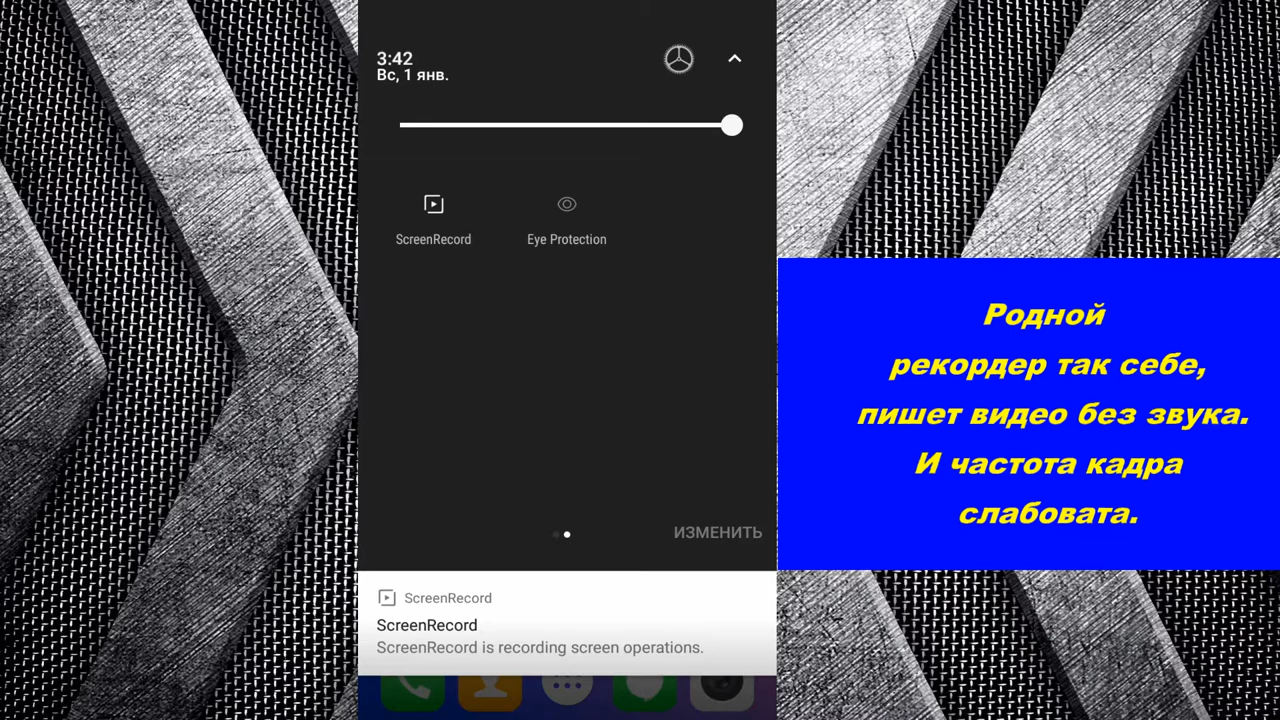 3:42
Вс, 1 янв.
ScreenRecord
Eye Protection
ИЗМЕНИТЬ
ScreenRecord
ScreenRecord
ScreenRecord is recording screen operations.
Родной
рекордер так себе,
пишет видео без звука.
И частота кадра
слабовата.